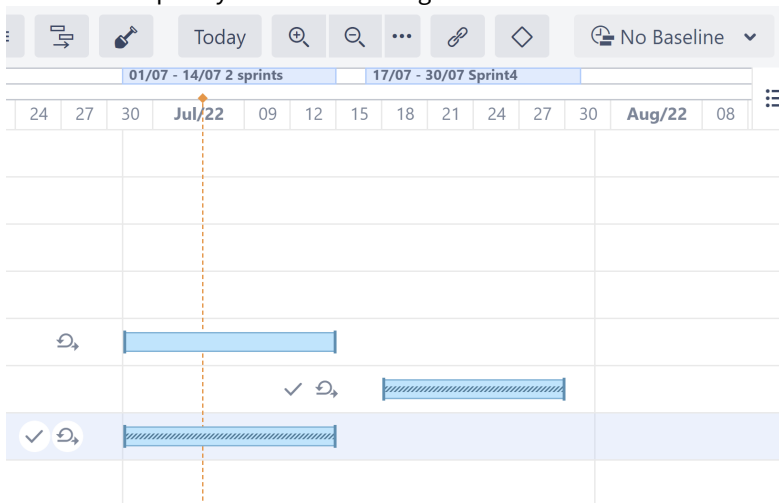 Today
No Baseline
01/07 - 14/07 2 sprints
17/07 - 30/07 Sprint4
24 27 30 Jul/22 09 12 15 18 21 24 27 30 Aug/22 08